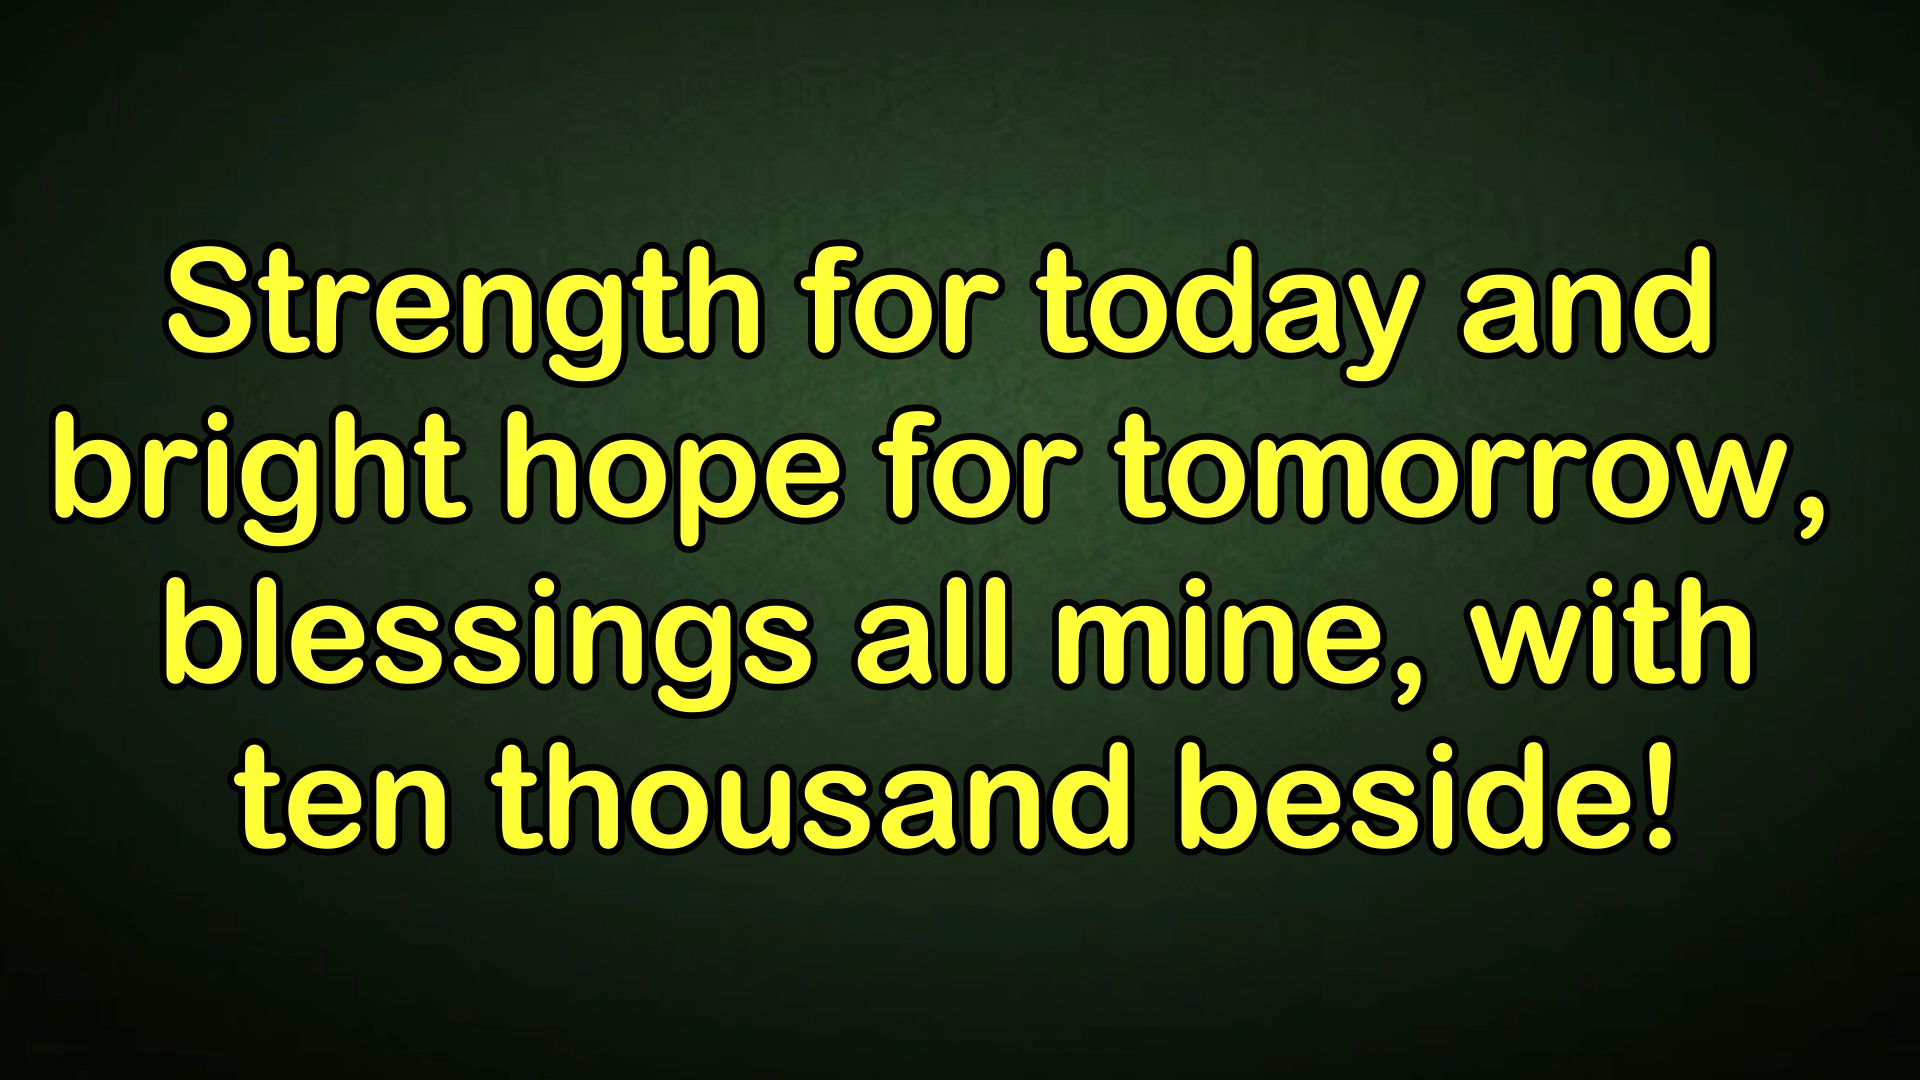 Strength for today and
bright hope for tomorrow,
blessings all mine, with
ten thousand beside!